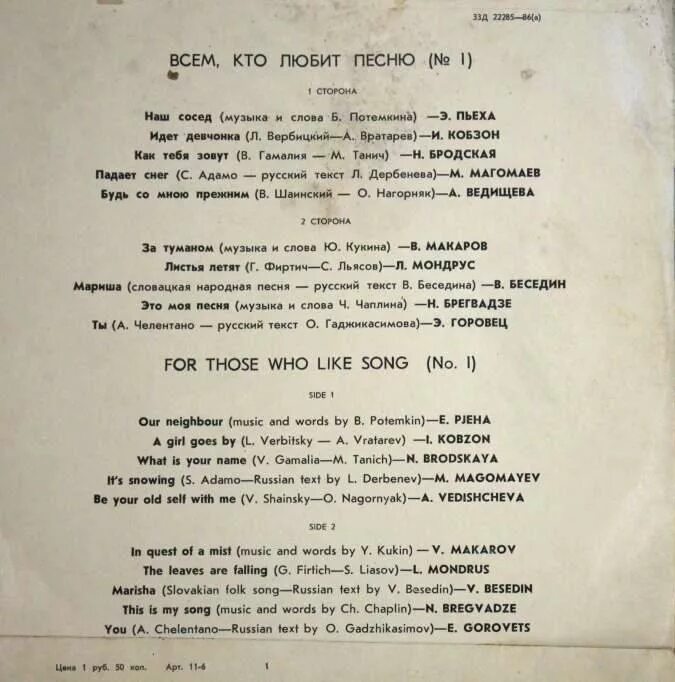 33Д 22285—86(а)
ВСЕМ, КТО ЛЮБИТ ПЕСНЮ (№ 1)
1 СТОРОНА
Наш сосед (музыка и слова Б. Потемкина) —Э. ПЬЕХА
Идет девчонка (Л. Вербицкий—А. Вратарев)—И. КОБЗОН
Как тебя зовут (В. Гамалия — М. Танич) —Н. БРОДСКАЯ
Падает снег (С. Адамо — русский текст Л. Дербенева)—М. МАГОМАЕВ
Будь со мною прежним (В. Шаинский — О. Нагорняк)—А. ВЕДИЩЕВА
2 СТОРОНА
За туманом (музыка и слова Ю. Кукина) —В. МАКАРОВ
Листья летят (Г. Фиртич—С. Льясов)—Л. МОНДРУС
Мариша (словацкая народная песня — русский текст В. Беседина) —В. БЕСЕДИН
Это моя песня (музыка и слова Ч. Чаплина) —Н. БРЕГВАДЗЕ
Ты (А. Челентано — русский текст О. Гаджикасимова)—Э. ГОРОВЕЦ
FOR THOSE WHO LIKE SONG (No. 1)
SIDE 1
Our neighbour (music and words by B. Potemkin)—E. PJEHA
A girl goes by (L. Verbitsky — A. Vratarev) —I. KOBZON
What is your name (V. Gamalia—M. Tanich)—N. BRODSKAYA
It's snowing (S. Adamo—Russian text by L. Derbenev)—M. MAGOMAYEV
Be your old self with me (V. Shainsky—O. Nagornyak)—A. VEDISHCHEVA
SIDE 2
In quest of a mist (music and words by Y. Kukin) —V. MAKAROV
The leaves are falling (G. Firtich—S. Liasov)—L. MONDRUS
Marisha (Slovakian folk song—Russian text by V. Besedin)—V. BESEDIN
This is my song (music and words by Ch. Chaplin)—N. BREGVADZE
You (A. Chelentano—Russian text by O. Gadzhikasimov)—E. GOROVETS
Цена 1 руб. 50 коп. Арт. 11-6 1